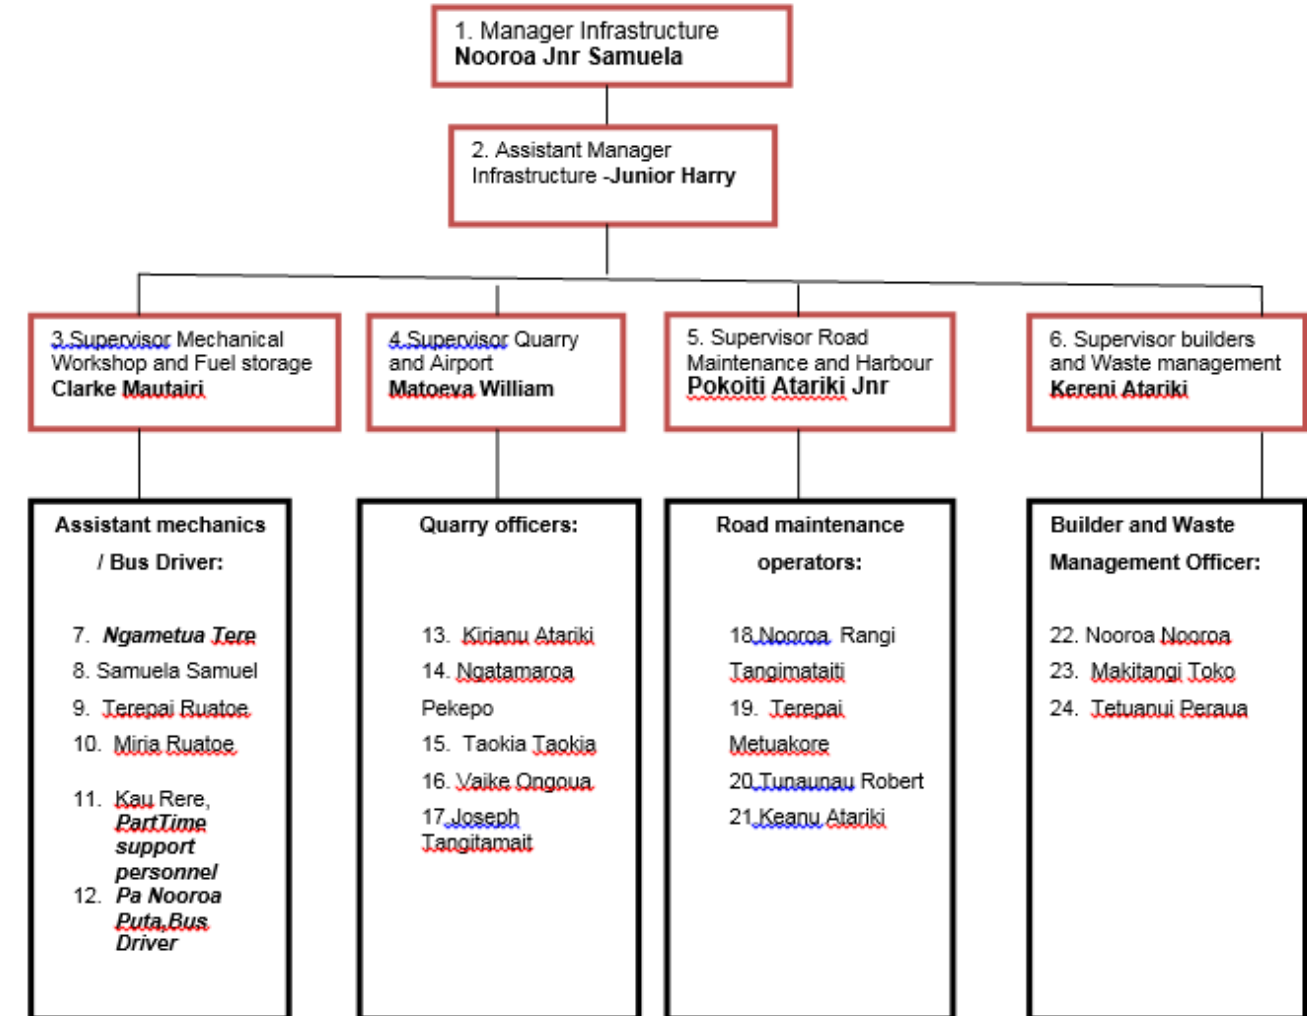 1. Manager Infrastructure
Nooroa Jnr Samuela
2. Assistant Manager
Infrastructure -Junior Harry
3.Supervisor Mechanical
Workshop and Fuel storage
Clarke Mautairi
4.Supervisor Quarry
and Airport
Matoeva William
5. Supervisor Road
Maintenance and Harbour
Pokoiti Atariki Jnr
6. Supervisor builders
and Waste management
Kereni Atariki
Assistant mechanics
/ Bus Driver:
7. Ngametua Tere
8. Samuela Samuel
9. Terepai Ruatoe
10. Miria Ruatoe
11. Kau Rere,
PartTime
support
personnel
12. Pa Nooroa
Puta,Bus
Driver
Quarry officers:
13. Kirianu Atariki
14. Ngatamaroa
Pekepo
15. Taokia Taokia
16. Vaike Ongoua
17.Joseph
Tangitamait
Road maintenance
operators:
18.Nooroa Rangi
Tangimataiti
19. Terepai
Metuakore
20.Tunaunau Robert
21.Keanu Atariki
Builder and Waste
Management Officer:
22. Nooroa Nooroa
23. Makitangi Toko
24. Tetuanui Peraua